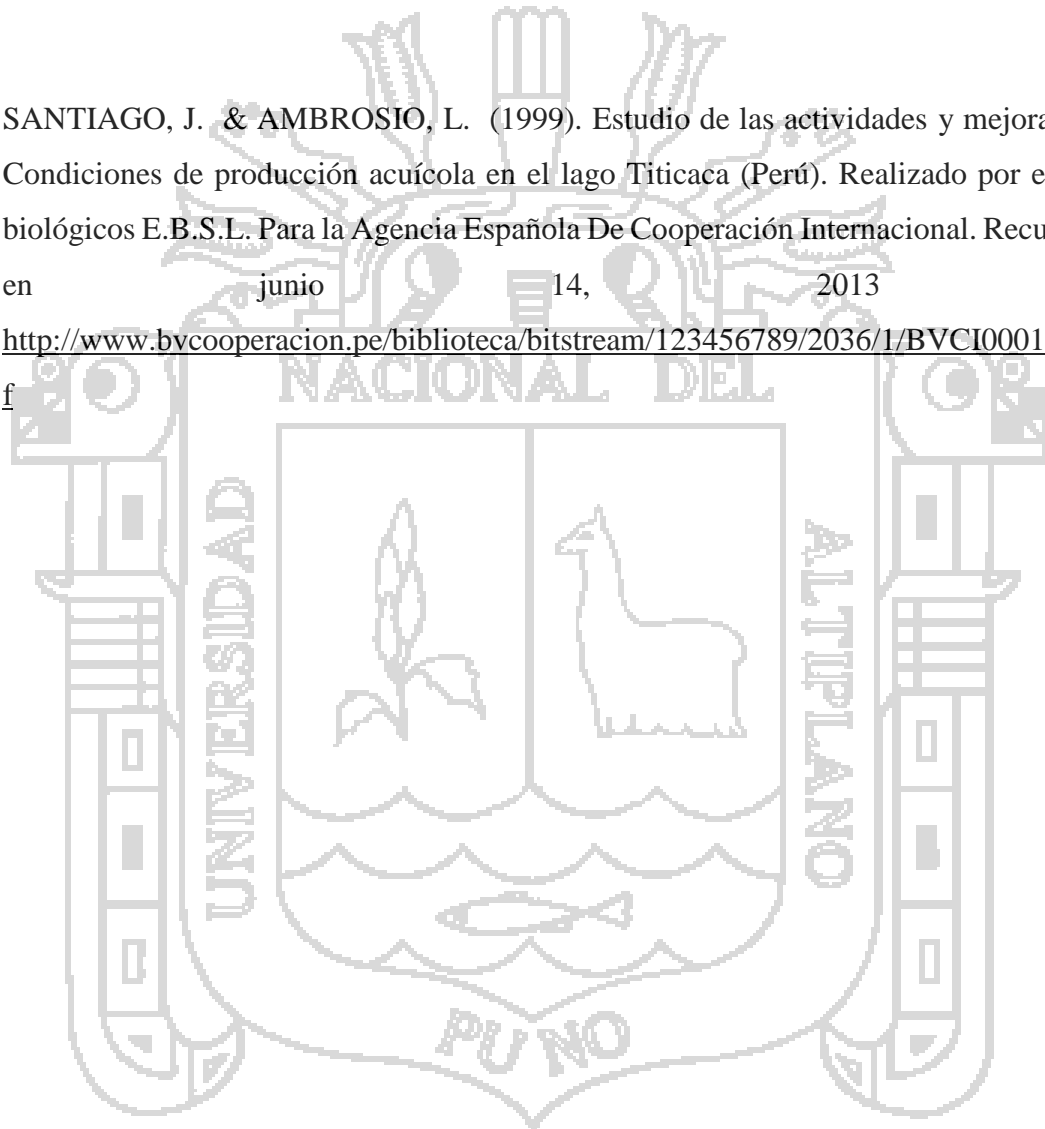 SANTIAGO, J. & AMBROSIO, L. (1999). Estudio de las actividades y mejora
Condiciones de producción acuícola en el lago Titicaca (Perú). Realizado por e
biológicos E.B.S.L. Para la Agencia Española De Cooperación Internacional. Recu
en junio 14, 2013
http://www.bvcooperacion.pe/biblioteca/bitstream/123456789/2036/1/BVCI0001
f
NACIONAL DEL
UNIVERSIDAD
ALTIPLANO
PUNO